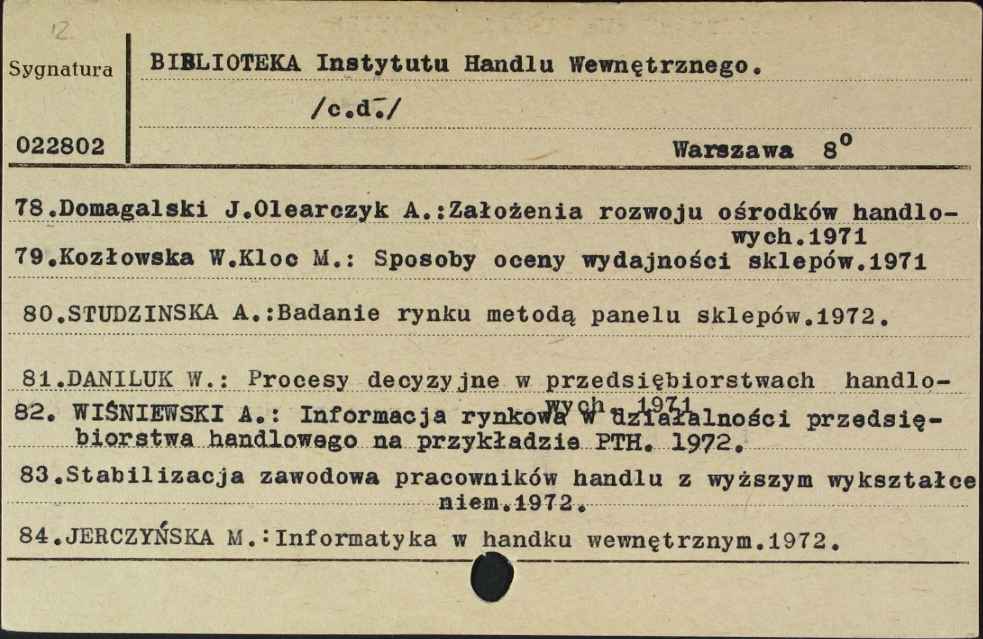 12
Sygnatura
BIBLIOTEKA Instytutu Handlu Wewnętrznego.
/c.d./
022802
Warszawa 8°
78.Domagalski J.Olearczyk A.:Założenia rozwoju ośrodków handlo-
wych.1971
79.Kozłowska W.Kloc M.: Sposoby oceny wydajności sklepów.1971
80.STUDZINSKA A.:Badanie rynku metodą panelu sklepów.1972.
81.DANILUK W.: Procesy decyzyjne w przedsiębiorstwach handlo-
wych. 1971
82. WIŚNIEWSKI A.: Informacja rynkowa w działalności przedsię-
biorstwa handlowego na przykładzie PTH. 1972.
83.Stabilizacja zawodowa pracowników handlu z wyższym wykształce
niem.1972.
84.JERCZYŃSKA M.:Informatyka w handku wewnętrznym.1972.